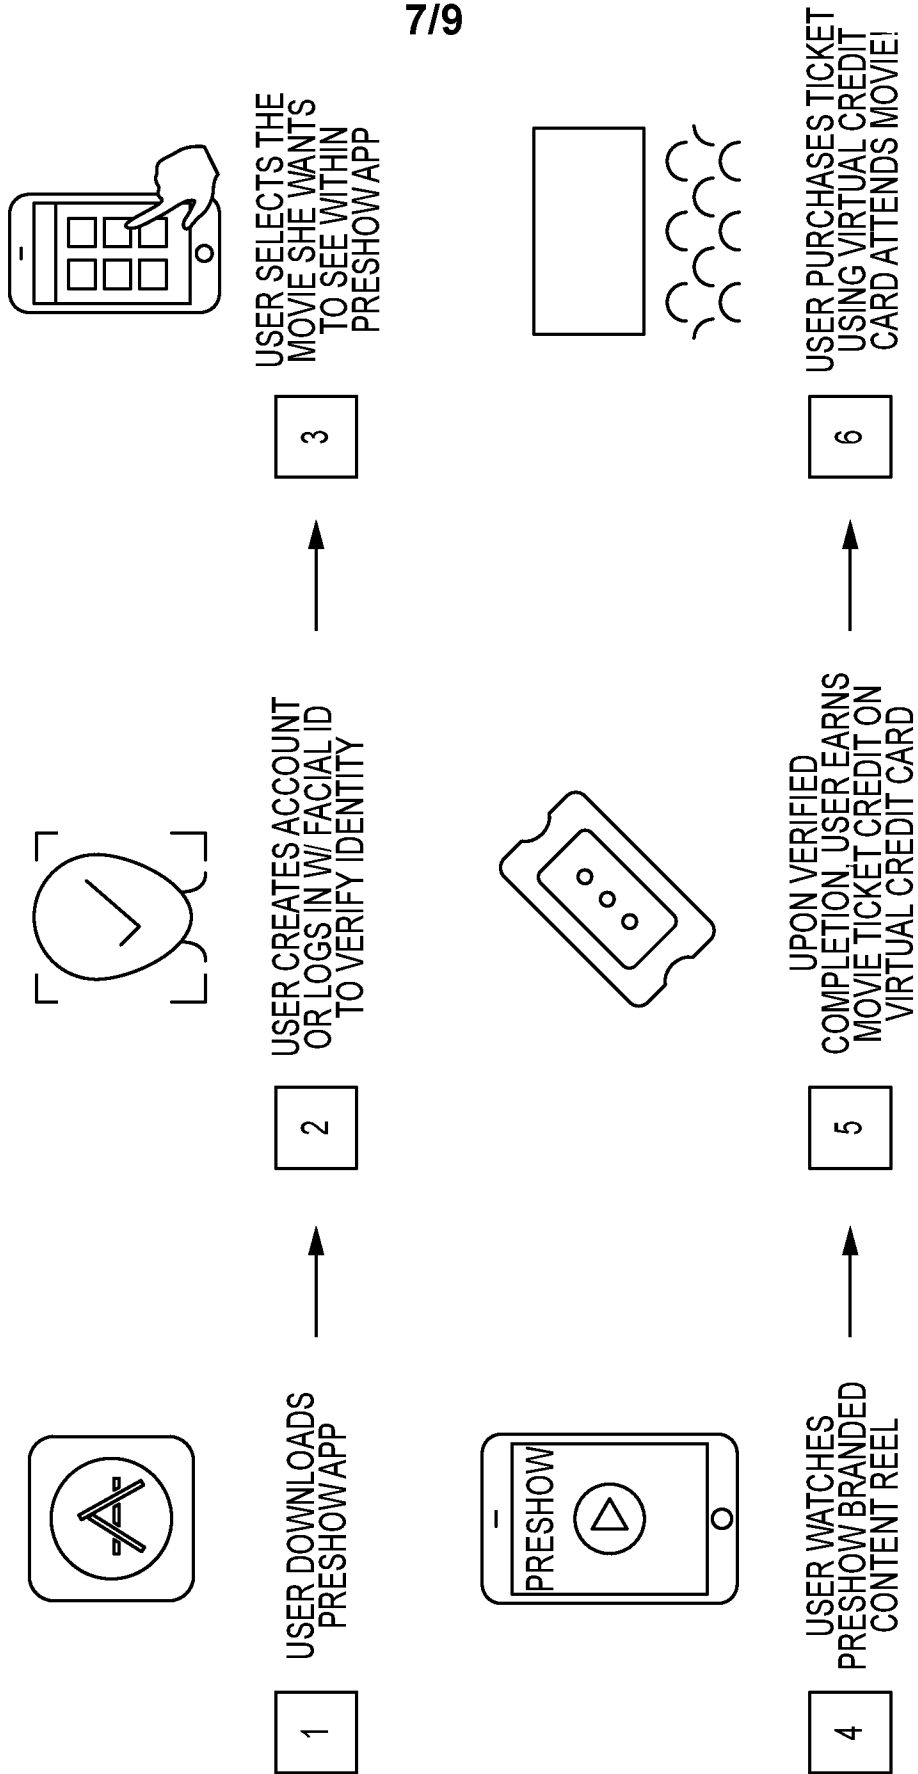 7/9
1
USER DOWNLOADS
PRESHOW APP
2
USER CREATES ACCOUNT
OR LOGS IN W/ FACIAL ID
TO VERIFY IDENTITY
3
USER SELECTS THE
MOVIE SHE WANTS
TO SEE WITHIN
PRESHOW APP
PRESHOW
4
USER WATCHES
PRESHOW BRANDED
CONTENT REEL
5
UPON VERIFIED
COMPLETION, USER EARNS
MOVIE TICKET CREDIT ON
VIRTUAL CREDIT CARD
6
USER PURCHASES TICKET
USING VIRTUAL CREDIT
CARD ATTENDS MOVIE!